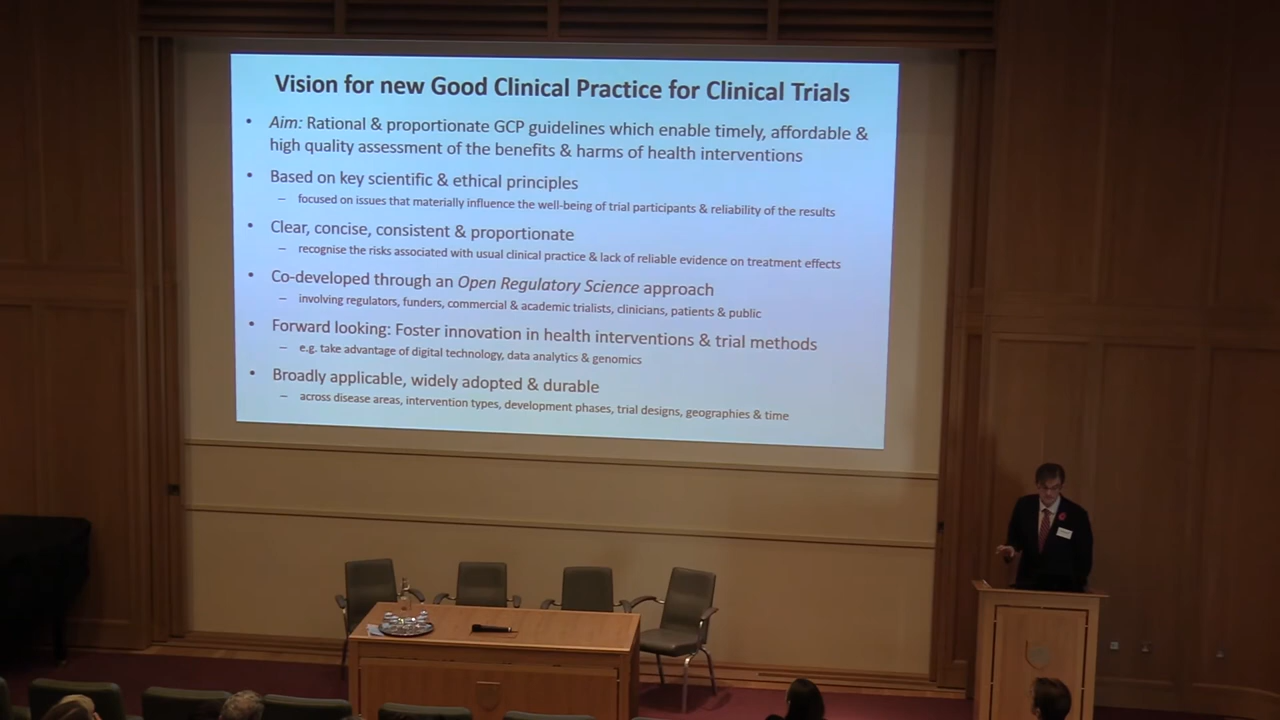 Vision for new Good Clinical Practice for Clinical Trials
• Aim: Rational & proportionate GCP guidelines which enable timely, affordable &
high quality assessment of the benefits & harms of health interventions
• Based on key scientific & ethical principles
– focused on issues that materially influence the well-being of trial participants & reliability of the results
• Clear, concise, consistent & proportionate
– recognise the risks associated with usual clinical practice & lack of reliable evidence on treatment effects
• Co-developed through an Open Regulatory Science approach
– involving regulators, funders, commercial & academic trialists, clinicians, patients & public
• Forward looking: Foster innovation in health interventions & trial methods
– e.g. take advantage of digital technology, data analytics & genomics
• Broadly applicable, widely adopted & durable
– across disease areas, intervention types, development phases, trial designs, geographies & time